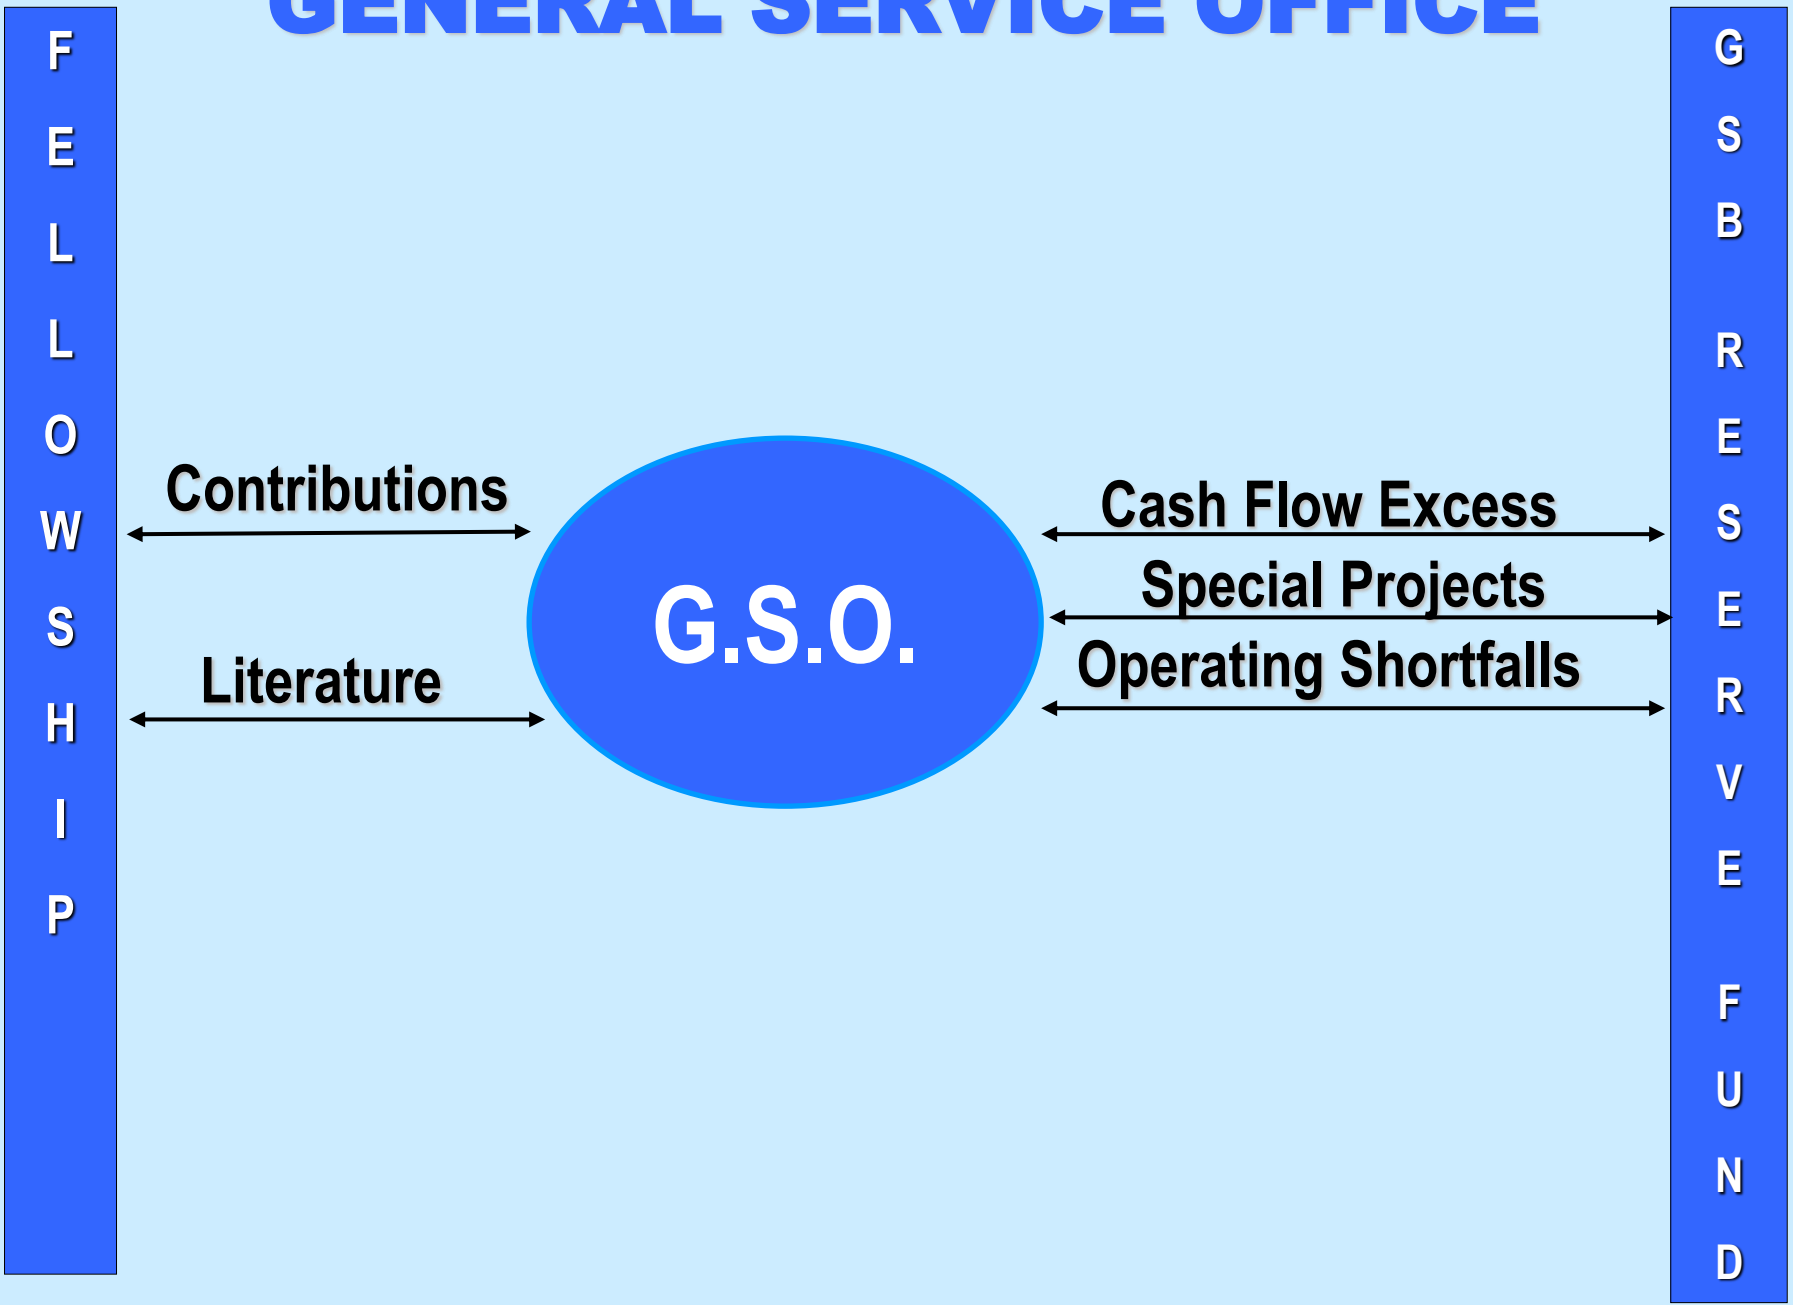 GENERAL SERVICE OFFICE
FELLOWSHIP
Contributions
Literature
G.S.O.
Cash Flow Excess
Special Projects
Operating Shortfalls
GSB RESERVE FUND